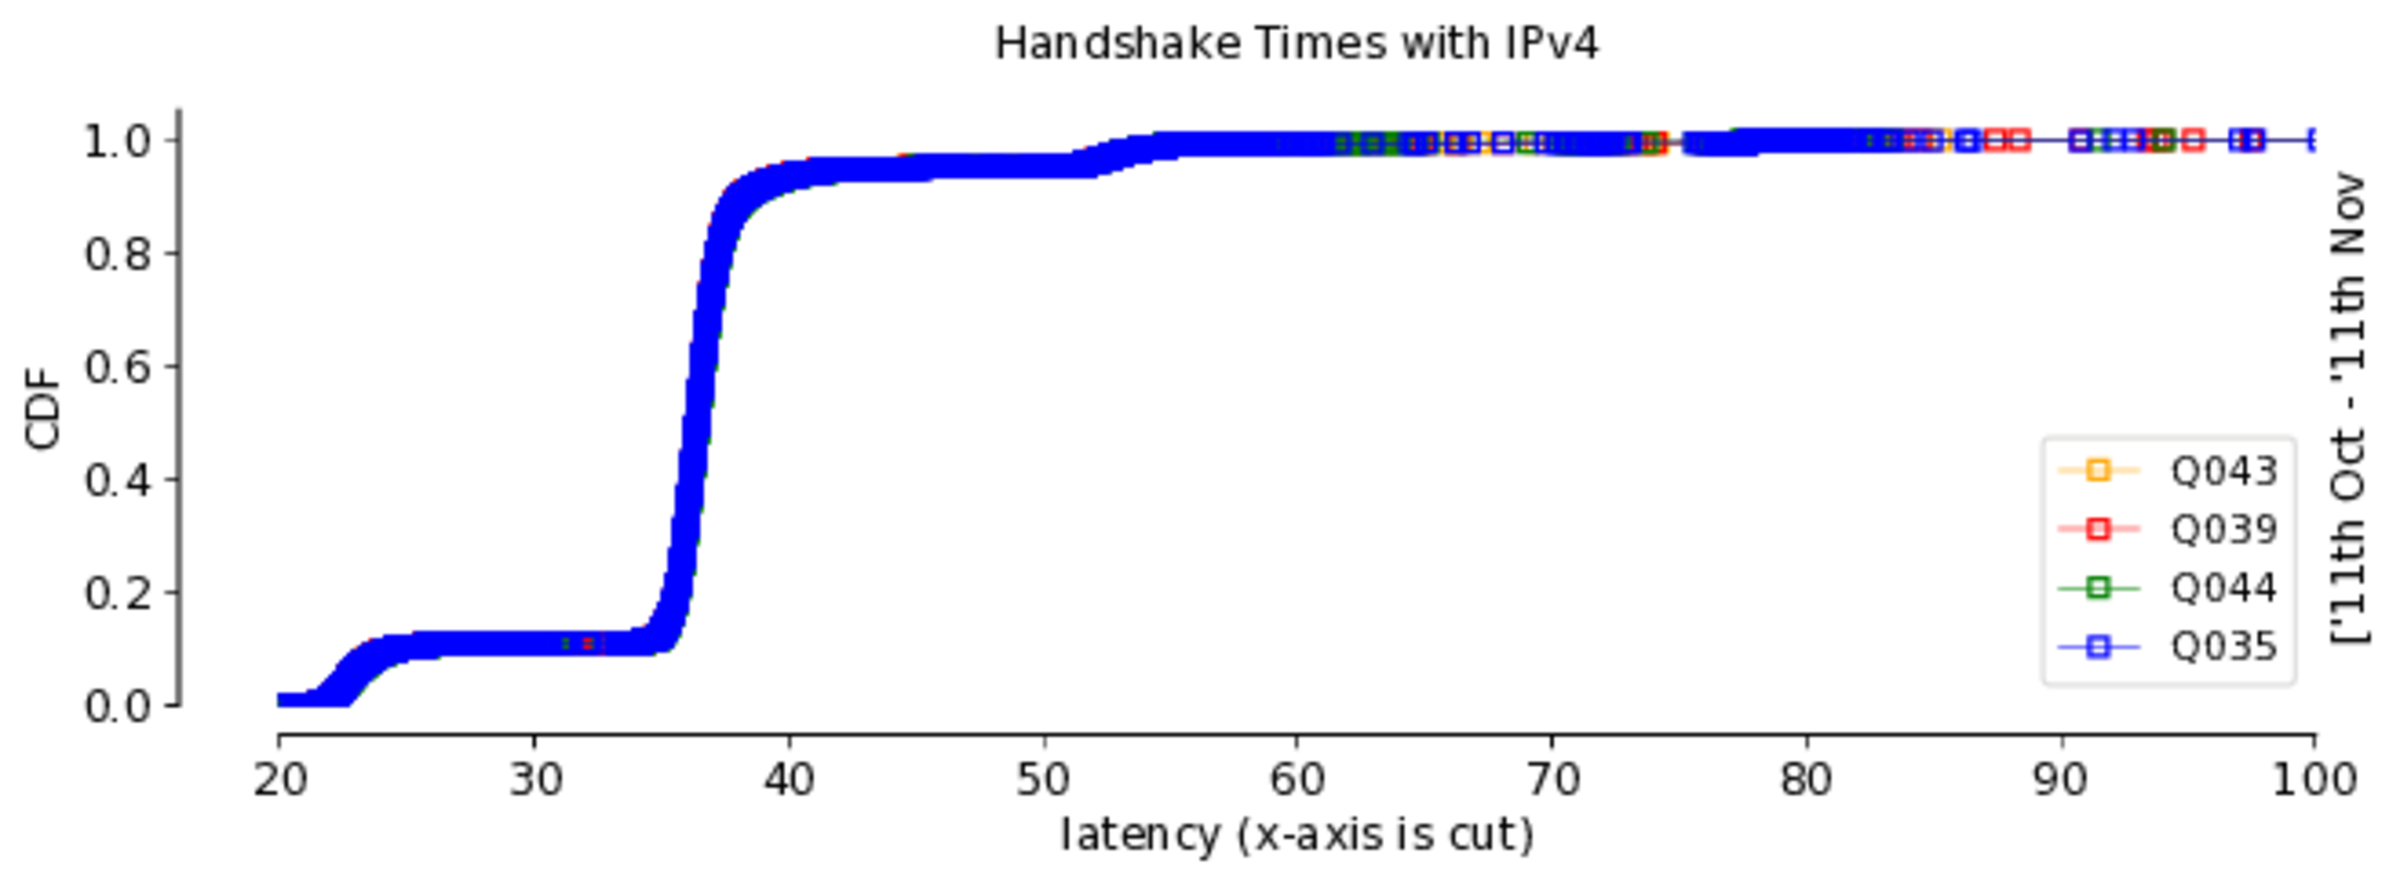 Handshake Times with IPv4
CDF
1.0
0.8
0.6
0.4
0.2
0.0
20 30 40 50 60 70 80 90 100
latency (x-axis is cut)
Q043
Q039
Q044
Q035
['11th Oct - '11th Nov